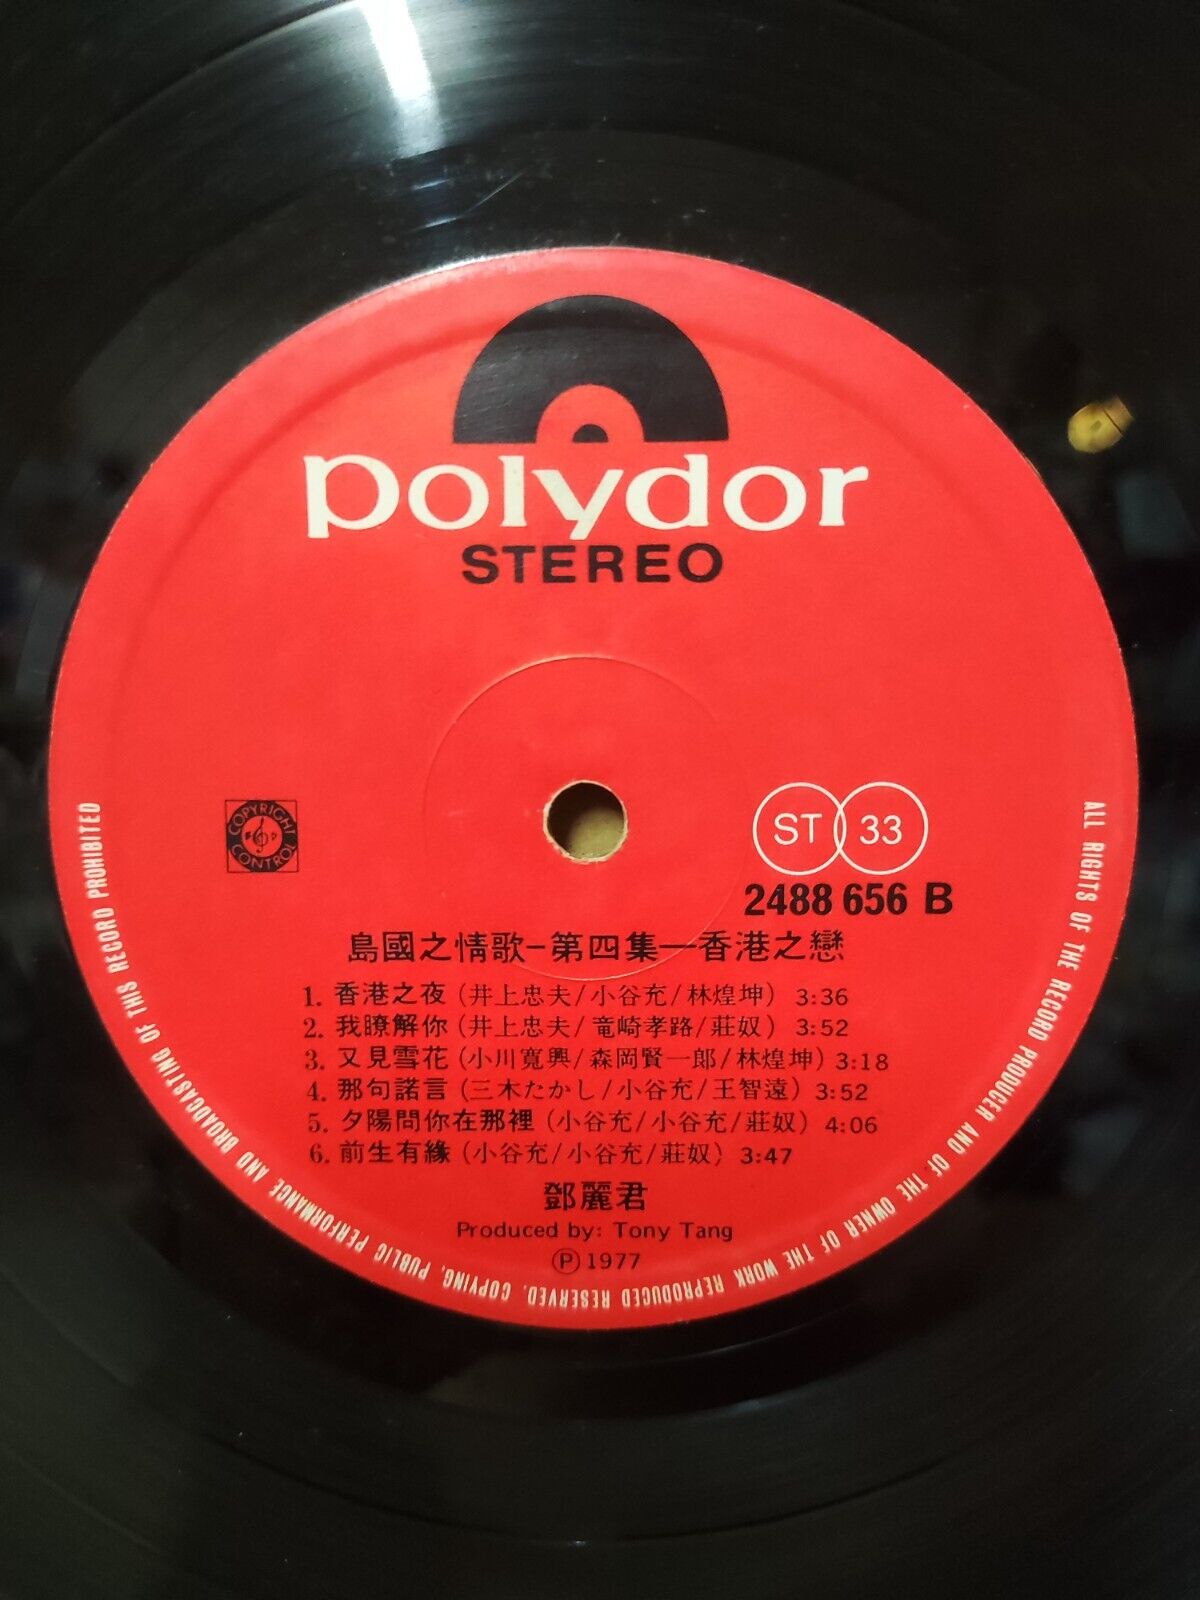 polydor
STEREO
COPYRIGHT
CONTROL
ST 33
2488 656 B
島國之情歌-第四集—香港之戀
1. 香港之夜 (井上忠夫/小谷充/林煌坤) 3:36
2. 我瞭解你 (井上忠夫/竜崎孝路/莊奴) 3:52
3. 又見雪花 (小川寬興/森岡賢一郎/林煌坤) 3:18
4. 那句諾言 (三木たかし/小谷充/王智遠) 3:52
5. 夕陽問你在那裡 (小谷充/小谷充/莊奴) 4:06
6. 前生有緣 (小谷充/小谷充/莊奴) 3:47
鄧麗君
Produced by: Tony Tang
Ⓟ 1977
ALL RIGHTS OF THE RECORD PRODUCER AND OF THE OWNER OF THE WORK REPRODUCED RESERVED. COPYING, PUBLIC PERFORMANCE AND BROADCASTING OF THIS RECORD PROHIBITED